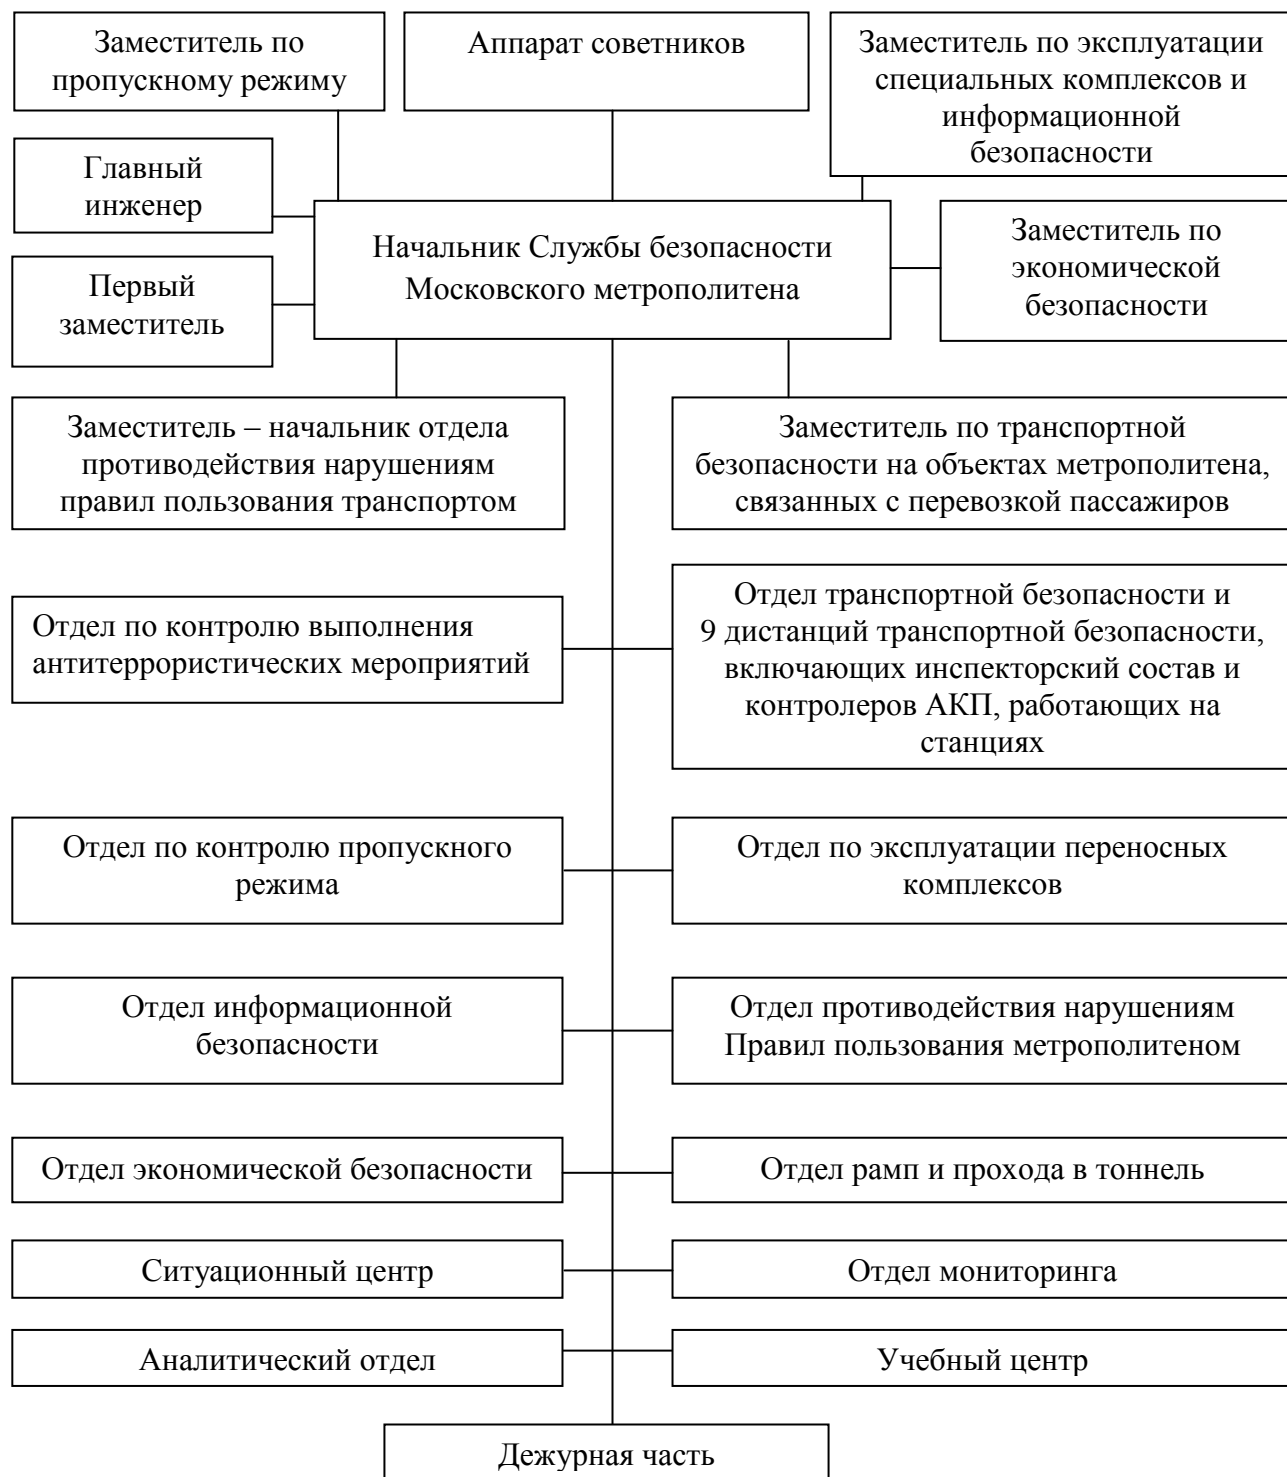 Заместитель по
пропускному режиму
Аппарат советников
Заместитель по эксплуатации
специальных комплексов и
информационной
безопасности
Главный
инженер
Начальник Службы безопасности
Московского метрополитена
Заместитель по
экономической
безопасности
Первый
заместитель
Заместитель – начальник отдела
противодействия нарушениям
правил пользования транспортом
Заместитель по транспортной
безопасности на объектах метрополитена,
связанных с перевозкой пассажиров
Отдел по контролю выполнения
антитеррористических мероприятий
Отдел транспортной безопасности и
9 дистанций транспортной безопасности,
включающих инспекторский состав и
контролеров АКП, работающих на
станциях
Отдел по контролю пропускного
режима
Отдел по эксплуатации переносных
комплексов
Отдел информационной
безопасности
Отдел противодействия нарушениям
Правил пользования метрополитеном
Отдел экономической безопасности
Отдел рамп и прохода в тоннель
Ситуационный центр
Отдел мониторинга
Аналитический отдел
Учебный центр
Дежурная часть